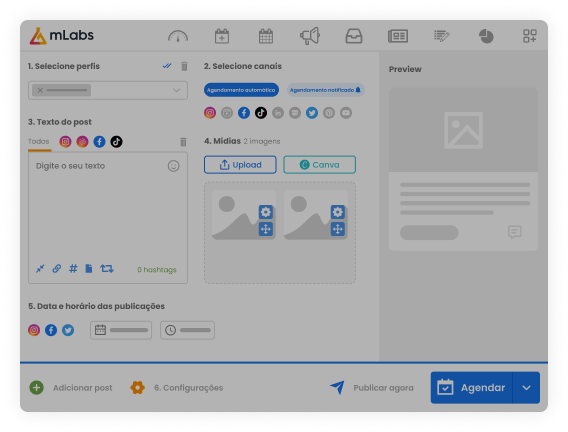 mLabs
1. Selecione perfis
2. Selecione canais
Preview
Agendamento automático
Agendamento notificado
3. Texto do post
Todos
4. Mídias 2 imagens
Digite o seu texto
Upload
Canva
0 hashtags
5. Data e horário das publicações
Adicionar post
6. Configurações
Publicar agora
Agendar